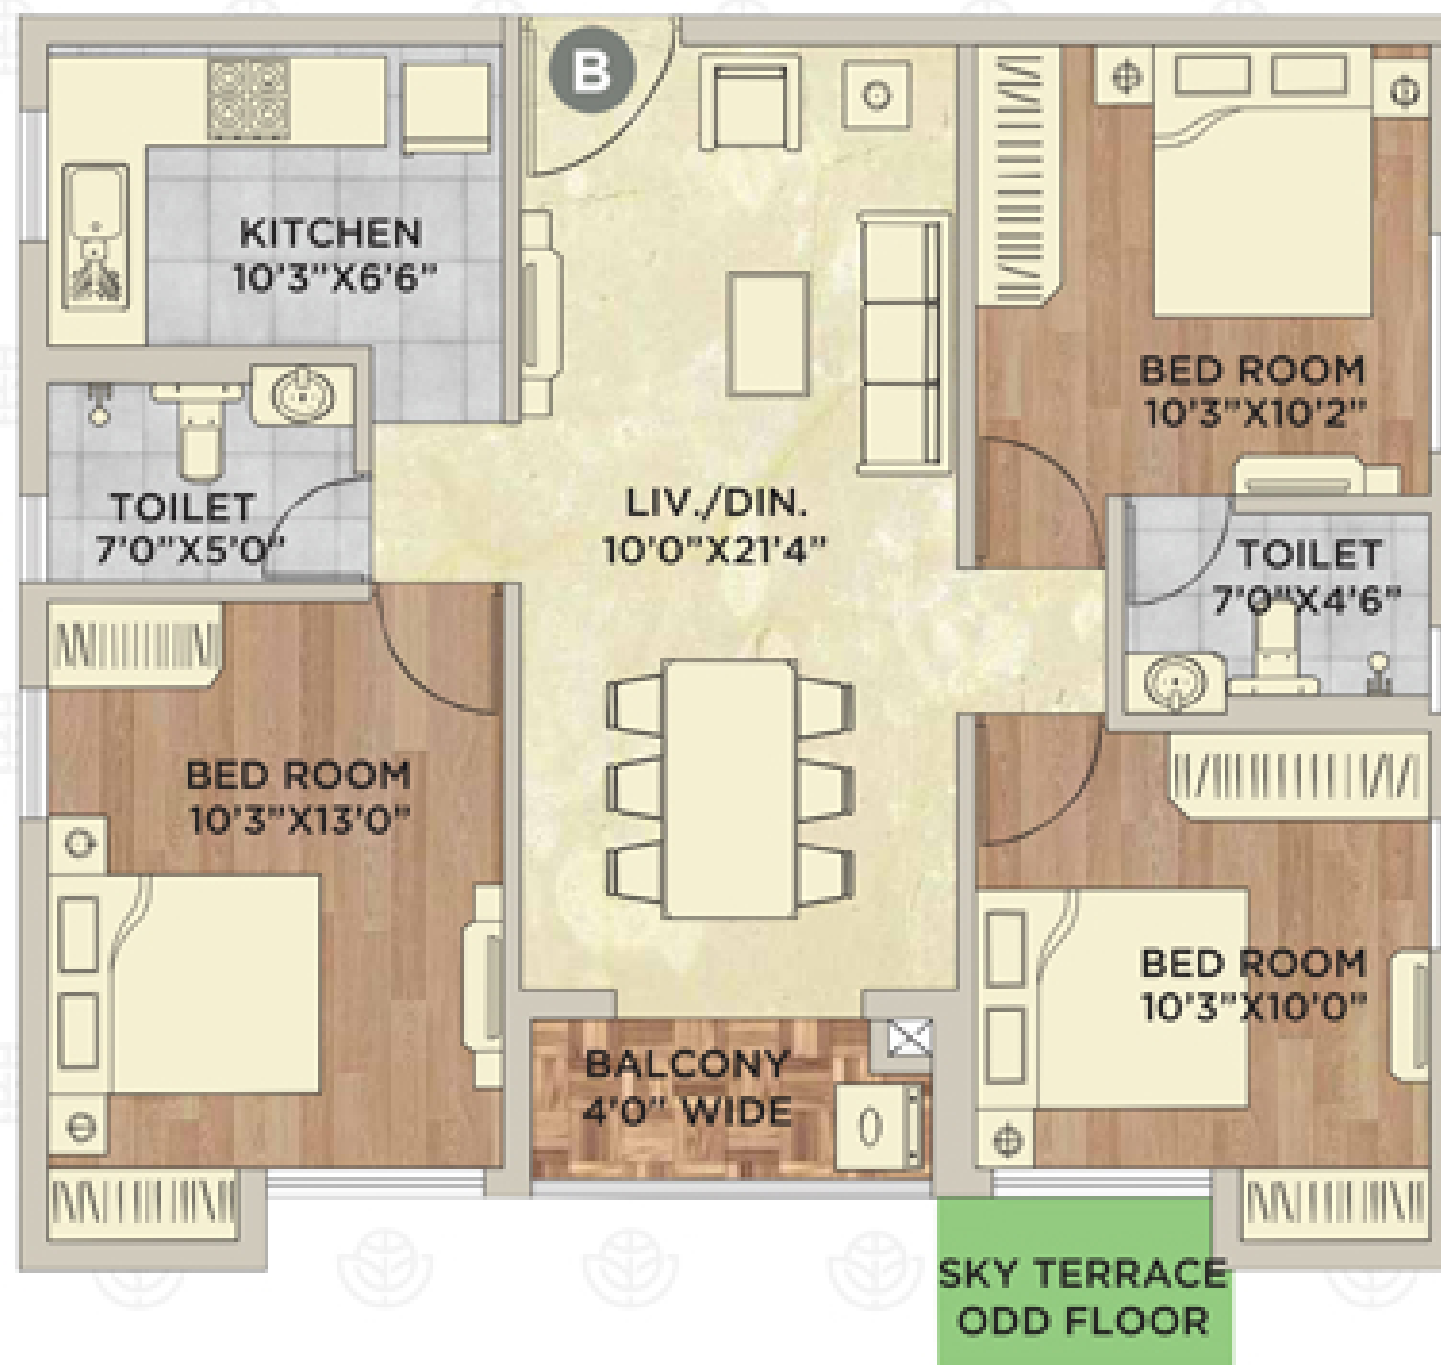 B
KITCHEN
10'3"X6'6"
BED ROOM
10'3"X10'2"
TOILET
7'0"X5'0"
LIV./DIN.
10'0"X21'4"
TOILET
7'0"X4'6"
BED ROOM
10'3"X13'0"
BED ROOM
10'3"X10'0"
BALCONY
4'0" WIDE
SKY TERRACE
ODD FLOOR